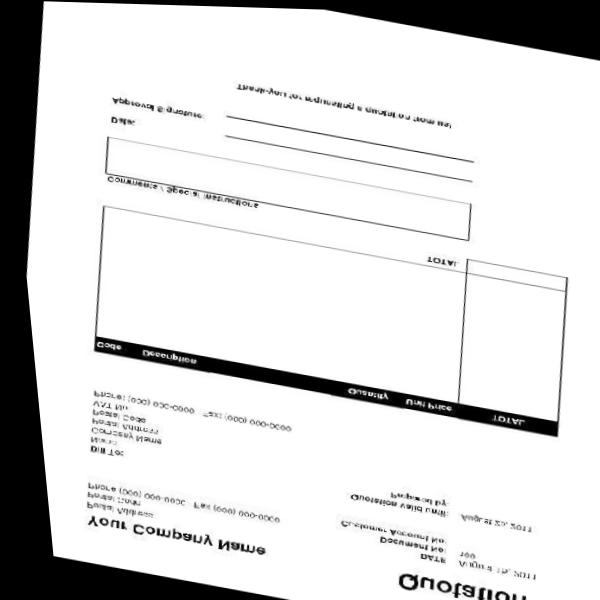 Quotation
Your Company Name
Postal Address
Postal Code
Phone (000) 000-0000 Fax (000) 000-0000
DATE August 15, 2011
Document No: 100
Customer Account No:
Quotation valid until: August 25, 2011
Prepared by:
Bill To:
Name
Company Name
Postal Address
Postal Code
VAT No
Phone: (000) 000-0000 Fax: (000) 000-0000
Code Description Quantity Unit Price TOTAL
TOTAL
Comments / Special Instructions
Date:
Approval Signature:
Thank-you for requesting a quotation from us!